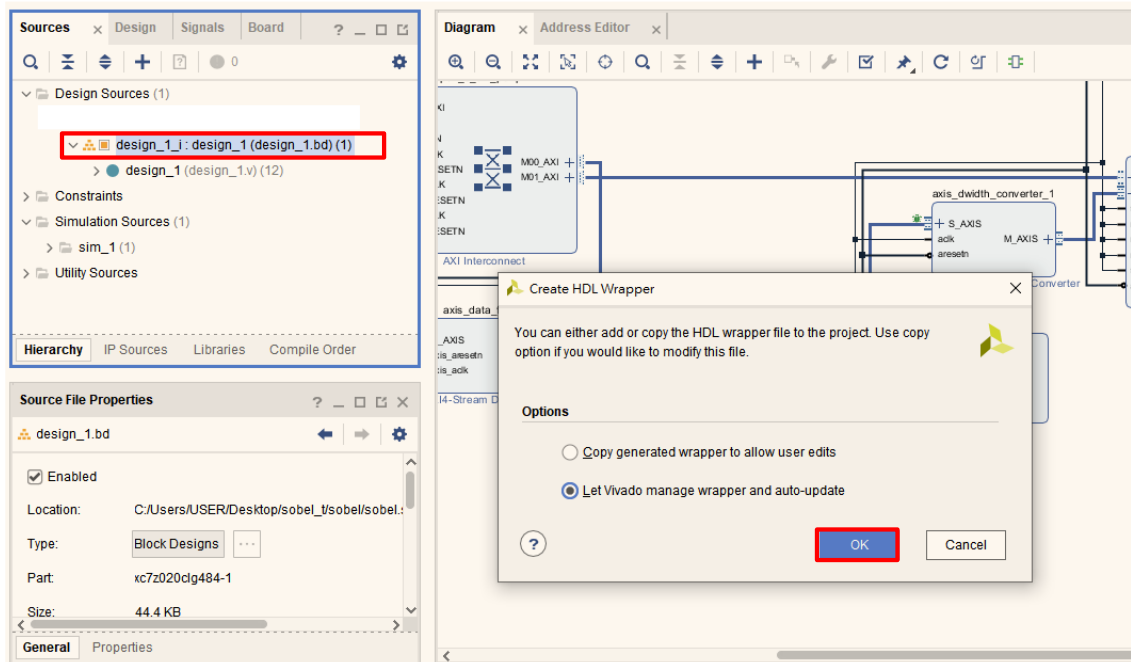 Sources Design Signals Board
0
Design Sources (1)
design_1_i : design_1 (design_1.bd) (1)
design_1 (design_1.v) (12)
Constraints
Simulation Sources (1)
sim_1 (1)
Utility Sources
Hierarchy IP Sources Libraries Compile Order
Source File Properties
design_1.bd
Enabled
Location: C:/Users/USER/Desktop/sobel_t/sobel/sobel.s
Type: Block Designs
Part: xc7z020clg484-1
Size: 44.4 KB
General Properties
Diagram Address Editor
M00_AXI
M01_AXI
AXI Interconnect
axis_dwidth_converter_1
S_AXIS
aclk M_AXIS
aresetn
Converter
axis_data_
_AXIS
is_aresetn
is_aclk
I4-Stream D
Create HDL Wrapper
You can either add or copy the HDL wrapper file to the project. Use copy
option if you would like to modify this file.
Options
Copy generated wrapper to allow user edits
Let Vivado manage wrapper and auto-update
? OK Cancel